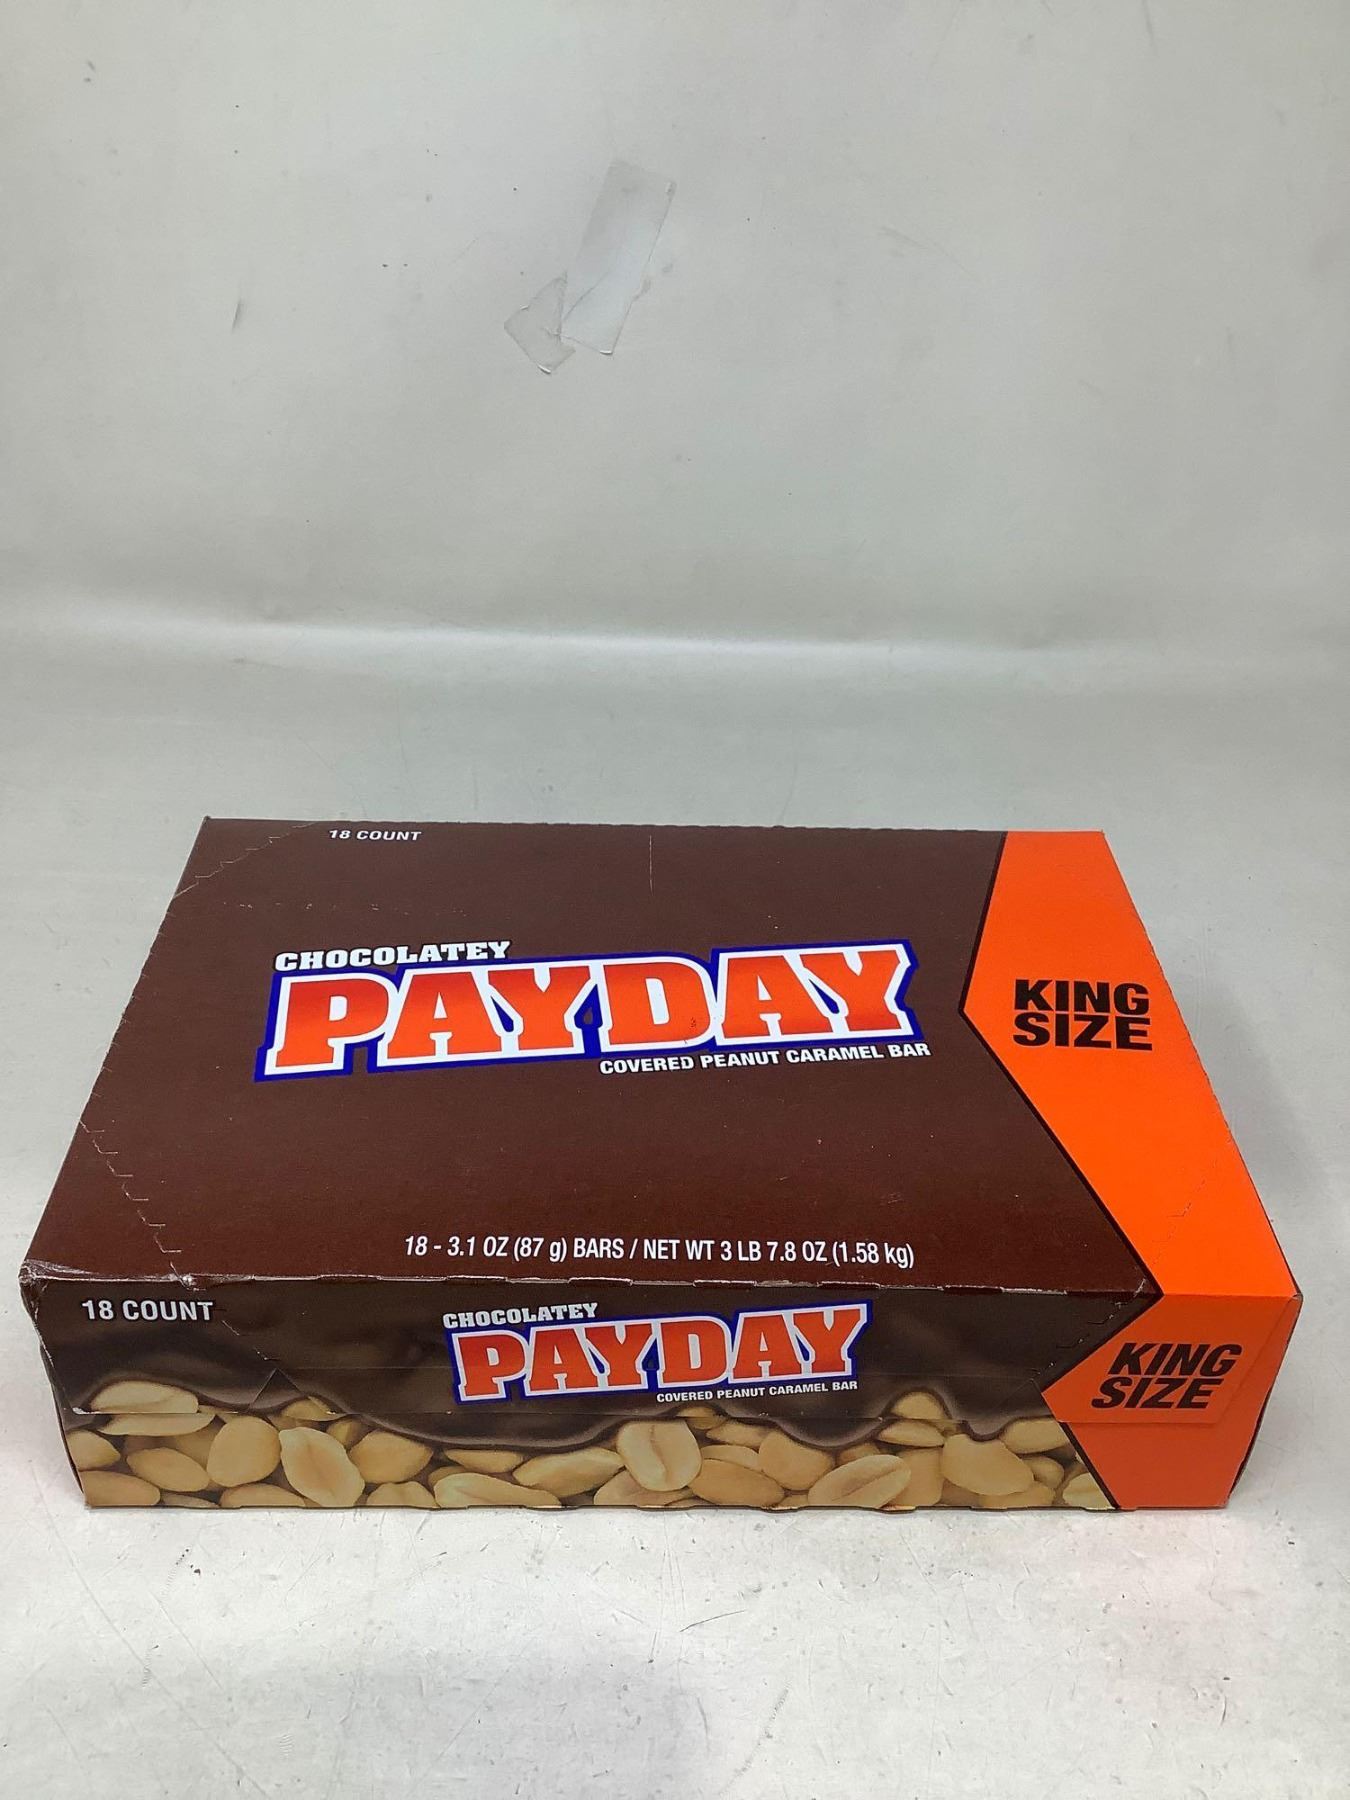 18 COUNT
CHOCOLATEY
PAYDAY
COVERED PEANUT CARAMEL BAR
KING
SIZE
18 - 3.1 OZ (87 g) BARS / NET WT 3 LB 7.8 OZ (1.58 kg)
18 COUNT
CHOCOLATEY
PAYDAY
COVERED PEANUT CARAMEL BAR
KING
SIZE